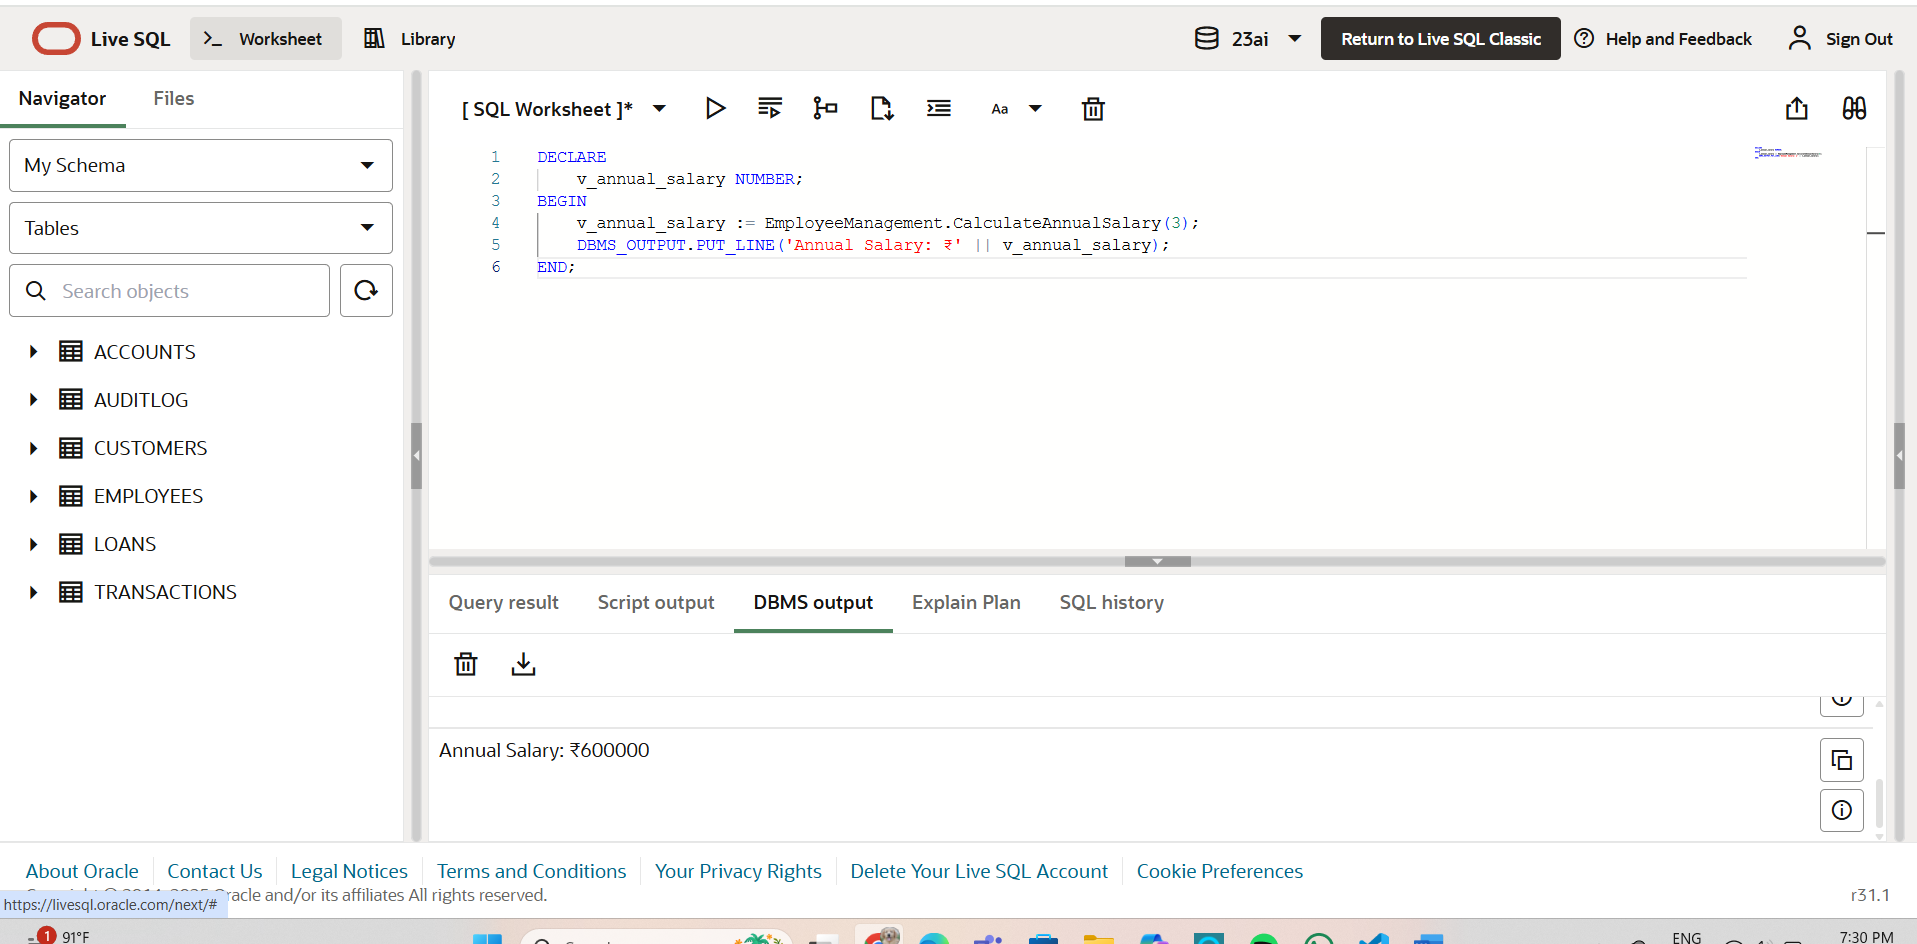 Live SQL
Worksheet
Library
23ai
Return to Live SQL Classic
Help and Feedback
Sign Out
Navigator
Files
My Schema
Tables
Search objects
ACCOUNTS
AUDITLOG
CUSTOMERS
EMPLOYEES
LOANS
TRANSACTIONS
[ SQL Worksheet ]*
Aa
1 DECLARE
2 v_annual_salary NUMBER;
3 BEGIN
4 v_annual_salary := EmployeeManagement.CalculateAnnualSalary(3);
5 DBMS_OUTPUT.PUT_LINE('Annual Salary: ₹' || v_annual_salary);
6 END;
Query result
Script output
DBMS output
Explain Plan
SQL history
Annual Salary: ₹600000
About Oracle
Contact Us
Legal Notices
Terms and Conditions
Your Privacy Rights
Delete Your Live SQL Account
Cookie Preferences
and/or its affiliates All rights reserved.
r31.1
https://livesql.oracle.com/next/#
1
91°F
ENG
7:30 PM